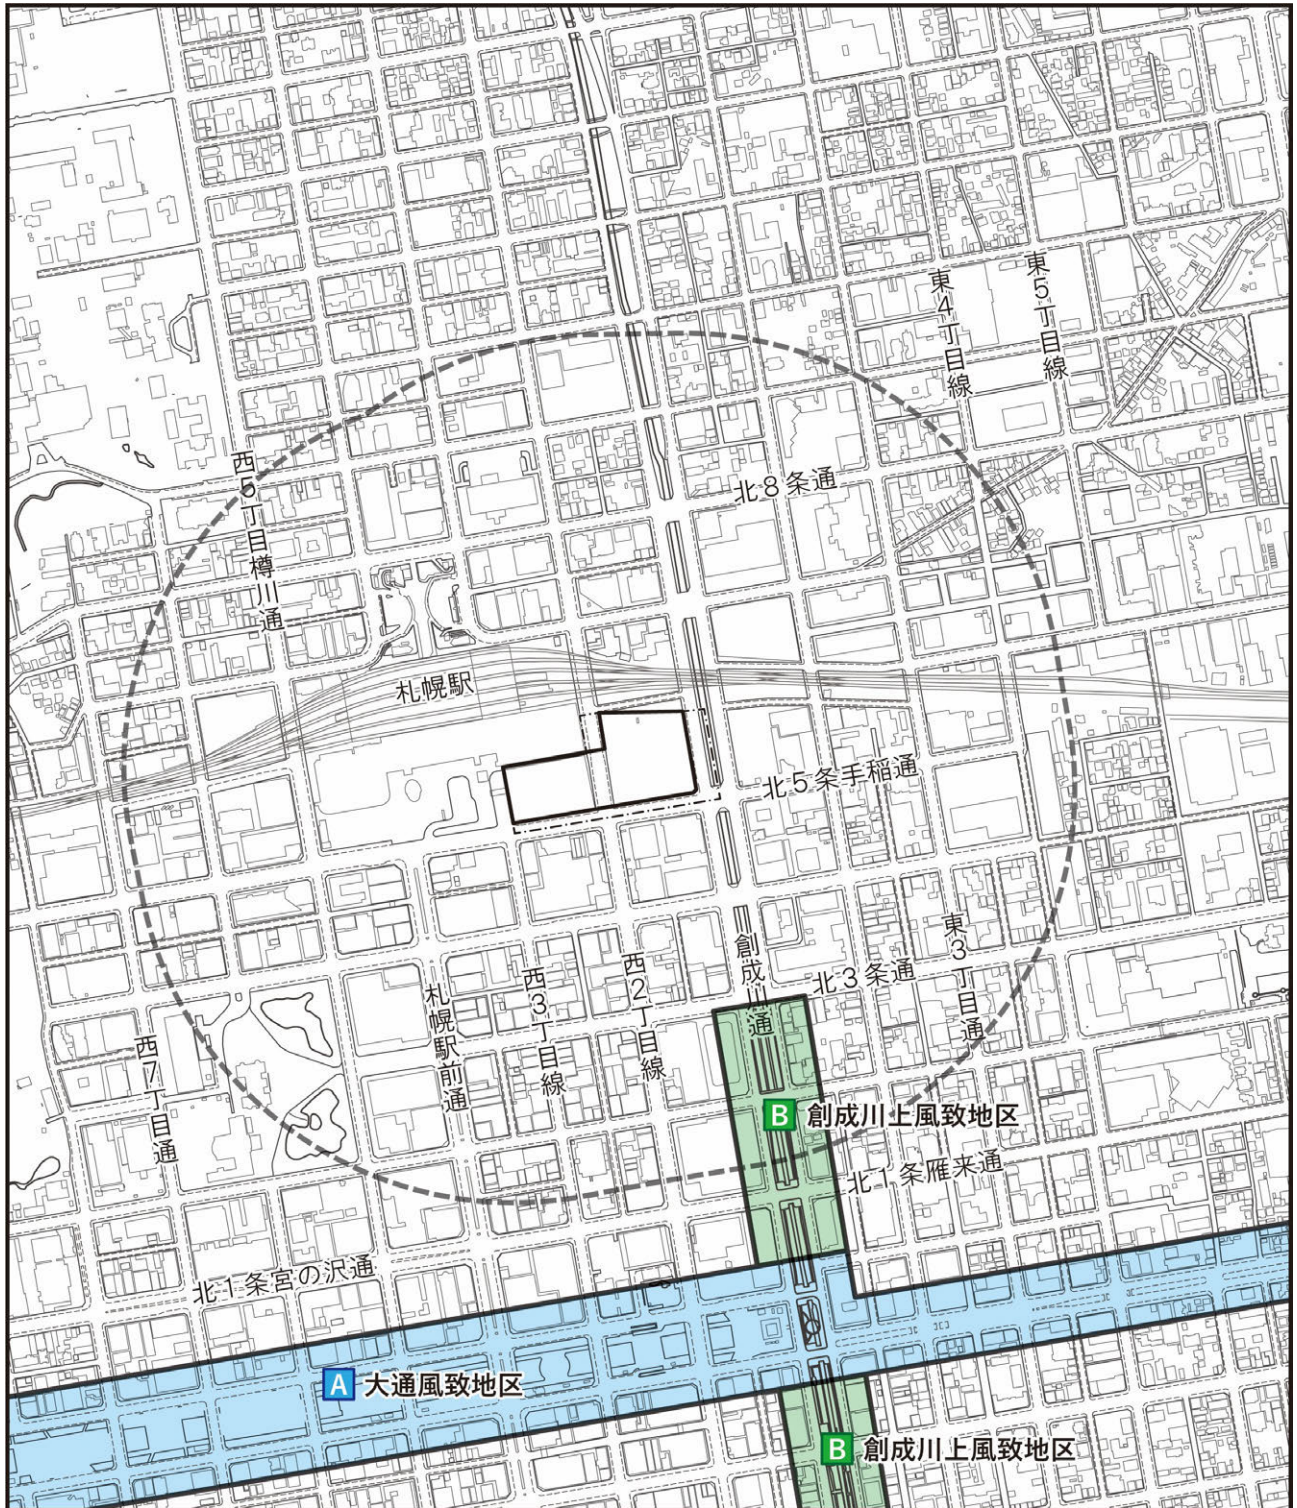 東5丁目線
東4丁目線
西5丁目樽川通
北8条通
札幌駅
北5条手稲通
東3丁目通
創成川通
北3条通
西2丁目線
西3丁目線
札幌駅前通
西7丁目通
B 創成川上風致地区
北1条雁来通
北1条宮の沢通
A 大通風致地区
B 創成川上風致地区